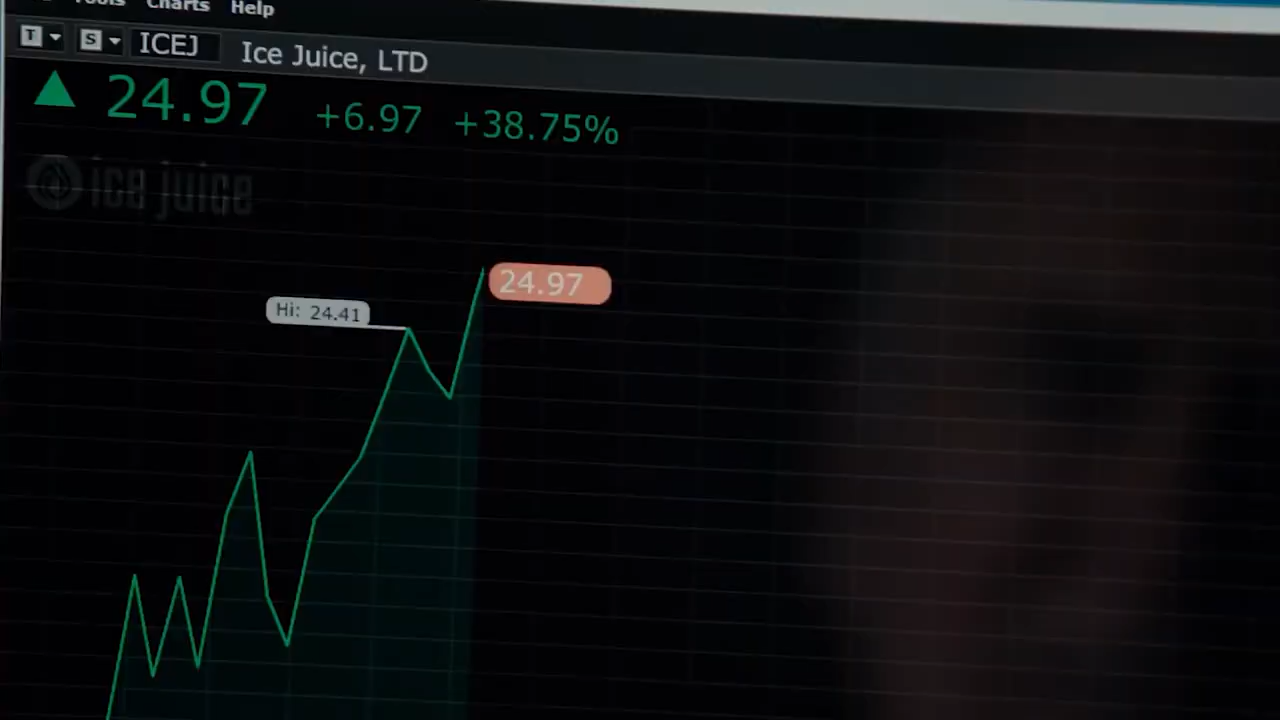 Tools Charts Help
T S ICEJ Ice Juice, LTD
24.97 +6.97 +38.75%
ice juice
24.97
Hi: 24.41